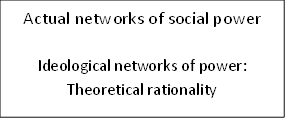 Actual networks of social power
Ideological networks of power:
Theoretical rationality